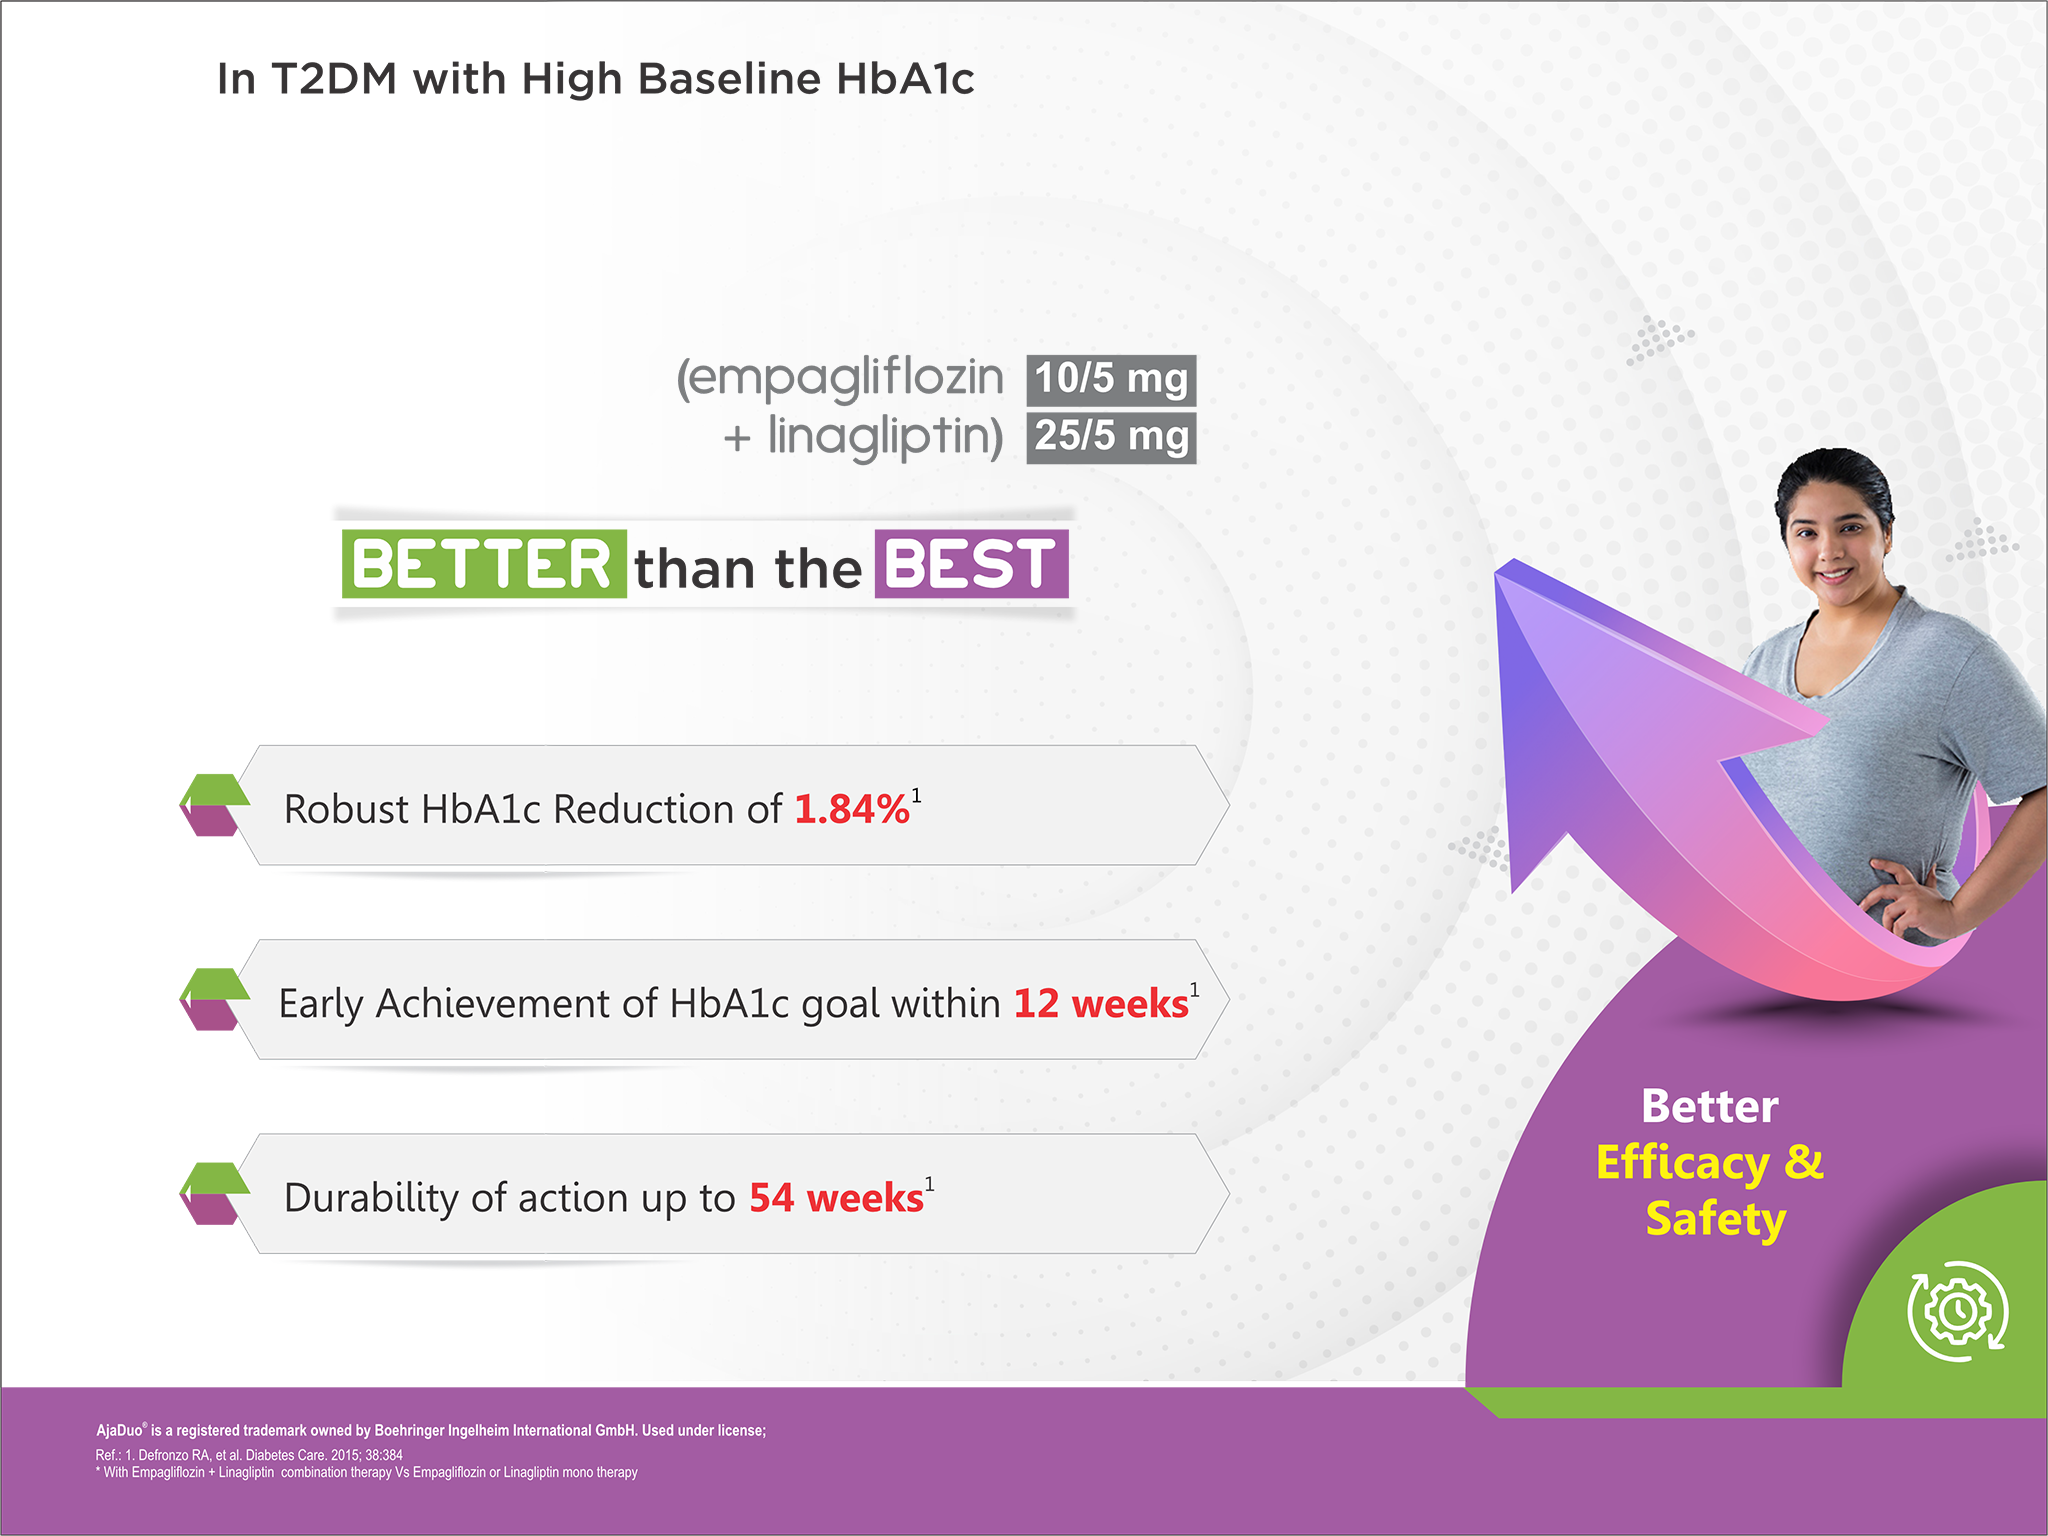 In T2DM with High Baseline HbA1c
(empagliflozin 10/5 mg
+ linagliptin) 25/5 mg
BETTER than the BEST
Robust HbA1c Reduction of 1.84%1
Early Achievement of HbA1c goal within 12 weeks1
Durability of action up to 54 weeks1
Better
Efficacy &
Safety
AjaDuo® is a registered trademark owned by Boehringer Ingelheim International GmbH. Used under license;
Ref.: 1. Defronzo RA, et al. Diabetes Care. 2015; 38:384
* With Empagliflozin + Linagliptin combination therapy Vs Empagliflozin or Linagliptin mono therapy